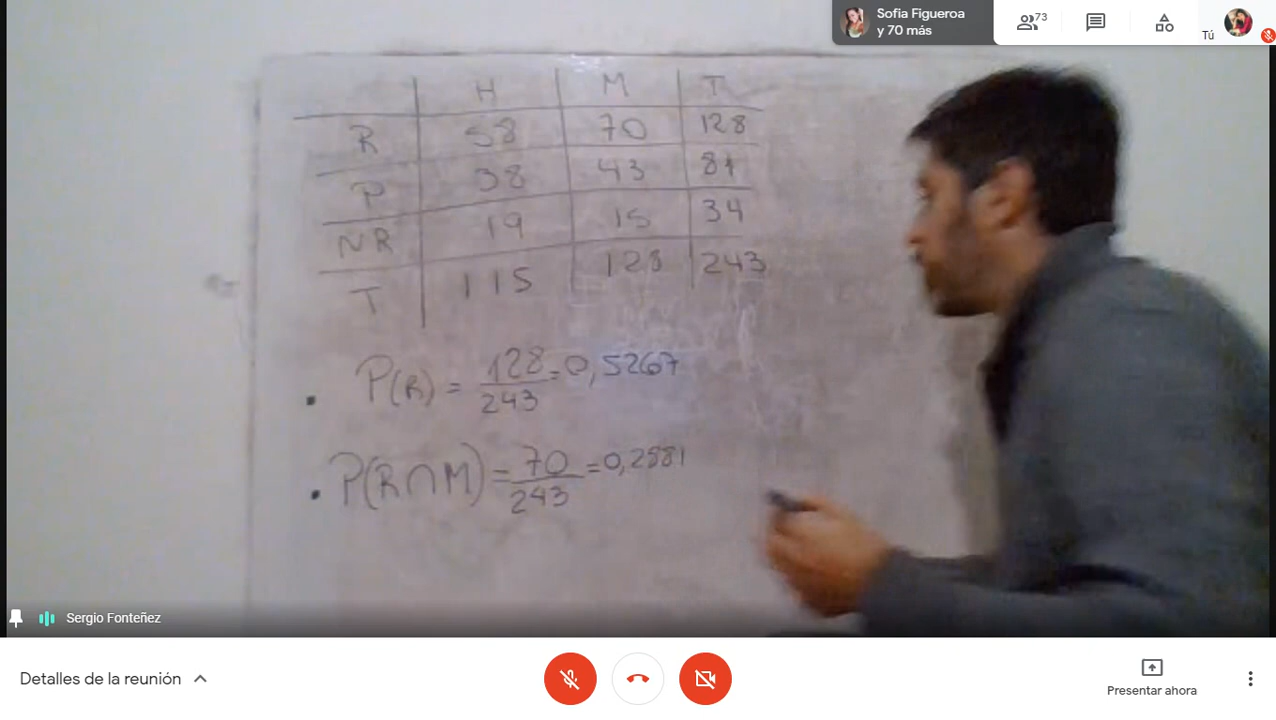 Sofia Figueroa
y 70 más
73
Tú
H M T
R 58 70 128
P 38 43 81
NR 19 15 34
T 115 128 243
P(R) = 128/243 = 0,5267
P(R∩M) = 70/243 = 0,2881
Sergio Fonteñez
Detalles de la reunión
Presentar ahora